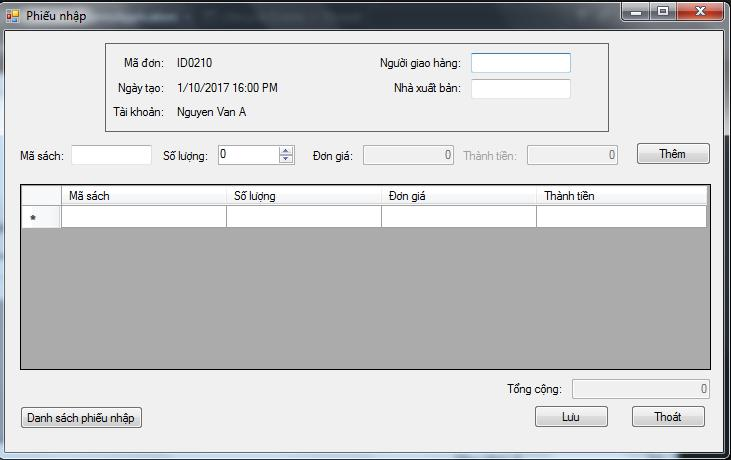 Phiếu nhập
Mã đơn: ID0210 Người giao hàng:
Ngày tạo: 1/10/2017 16:00 PM Nhà xuất bản:
Tài khoản: Nguyen Van A
Mã sách: Số lượng: 0 Đơn giá: 0 Thành tiền: 0 Thêm
Mã sách Số lượng Đơn giá Thành tiền
*
Tổng cộng: 0
Danh sách phiếu nhập Lưu Thoát